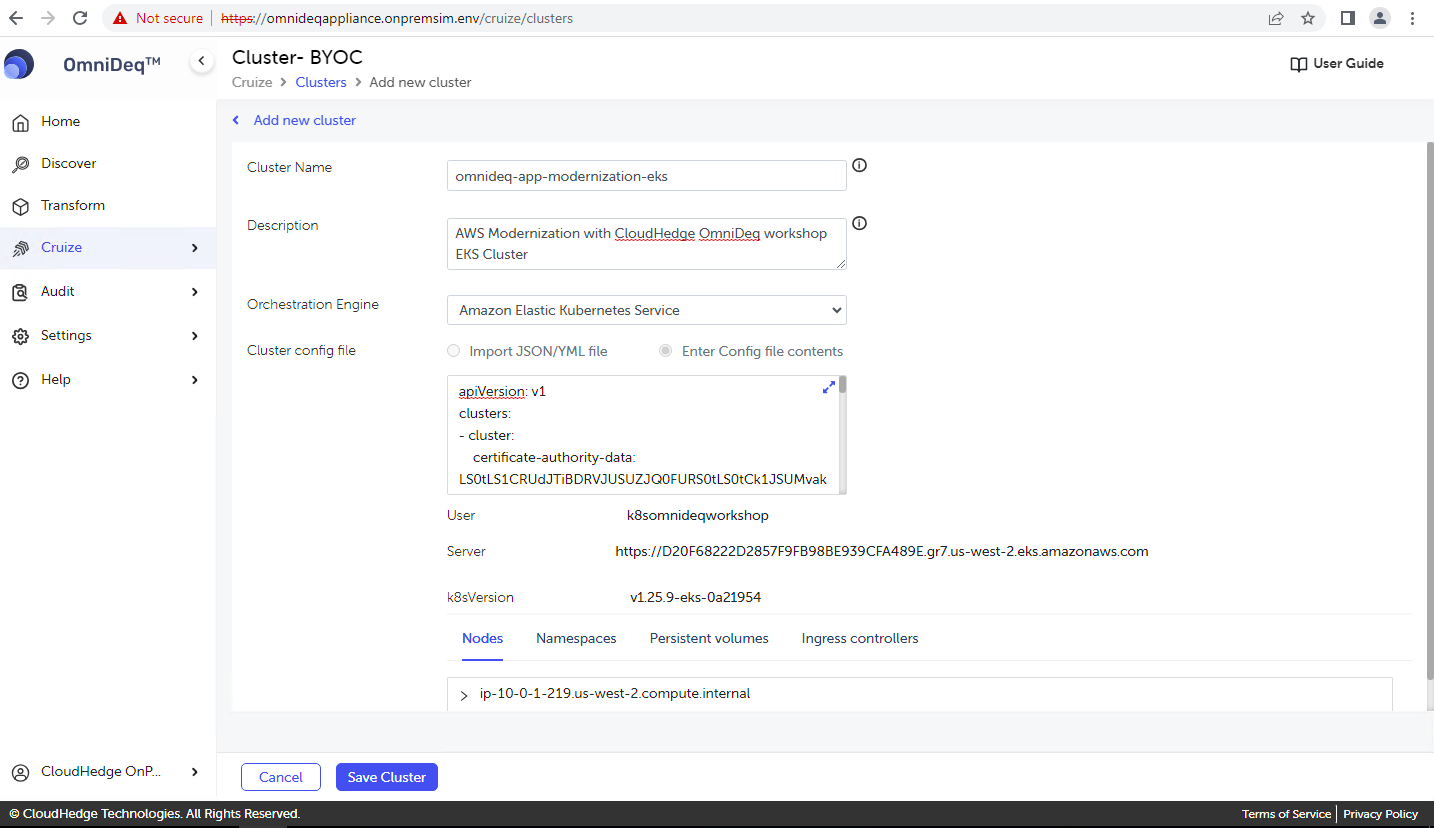 Not secure https://omnideqappliance.onpremsim.env/cruize/clusters
OmniDeq™
Cluster- BYOC
Cruize > Clusters > Add new cluster
User Guide
Home
Discover
Transform
Cruize
Audit
Settings
Help
CloudHedge OnP...
Add new cluster
Cluster Name
omnideq-app-modernization-eks
Description
AWS Modernization with CloudHedge OmniDeq workshop
EKS Cluster
Orchestration Engine
Amazon Elastic Kubernetes Service
Cluster config file
Import JSON/YML file
Enter Config file contents
apiVersion: v1
clusters:
- cluster:
certificate-authority-data:
LS0tLS1CRUdJTiBDRVJUSUZJQ0FURS0tLS0tCk1JSUMvak
User k8somnideqworkshop
Server https://D20F68222D2857F9FB98BE939CFA489E.gr7.us-west-2.eks.amazonaws.com
k8sVersion v1.25.9-eks-0a21954
Nodes Namespaces Persistent volumes Ingress controllers
ip-10-0-1-219.us-west-2.compute.internal
Cancel Save Cluster
© CloudHedge Technologies. All Rights Reserved.
Terms of Service | Privacy Policy